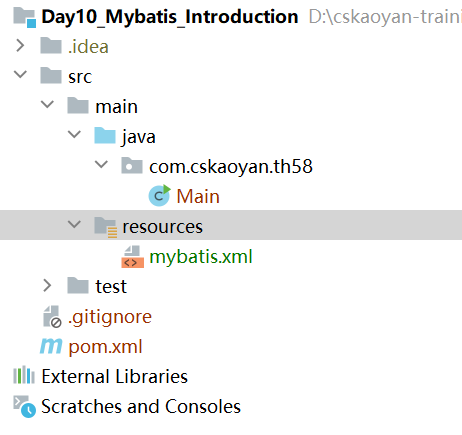 Day10_Mybatis_Introduction D:\cskaoyan-traini
.idea
src
main
java
com.cskaoyan.th58
Main
resources
mybatis.xml
test
.gitignore
pom.xml
External Libraries
Scratches and Consoles